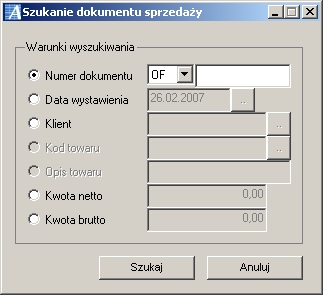 Szukanie dokumentu sprzedaży
Warunki wyszukiwania
Numer dokumentu OF
Data wystawienia 26.02.2007 ..
Klient ..
Kod towaru ..
Opis towaru
Kwota netto 0,00
Kwota brutto 0,00
Szukaj Anuluj